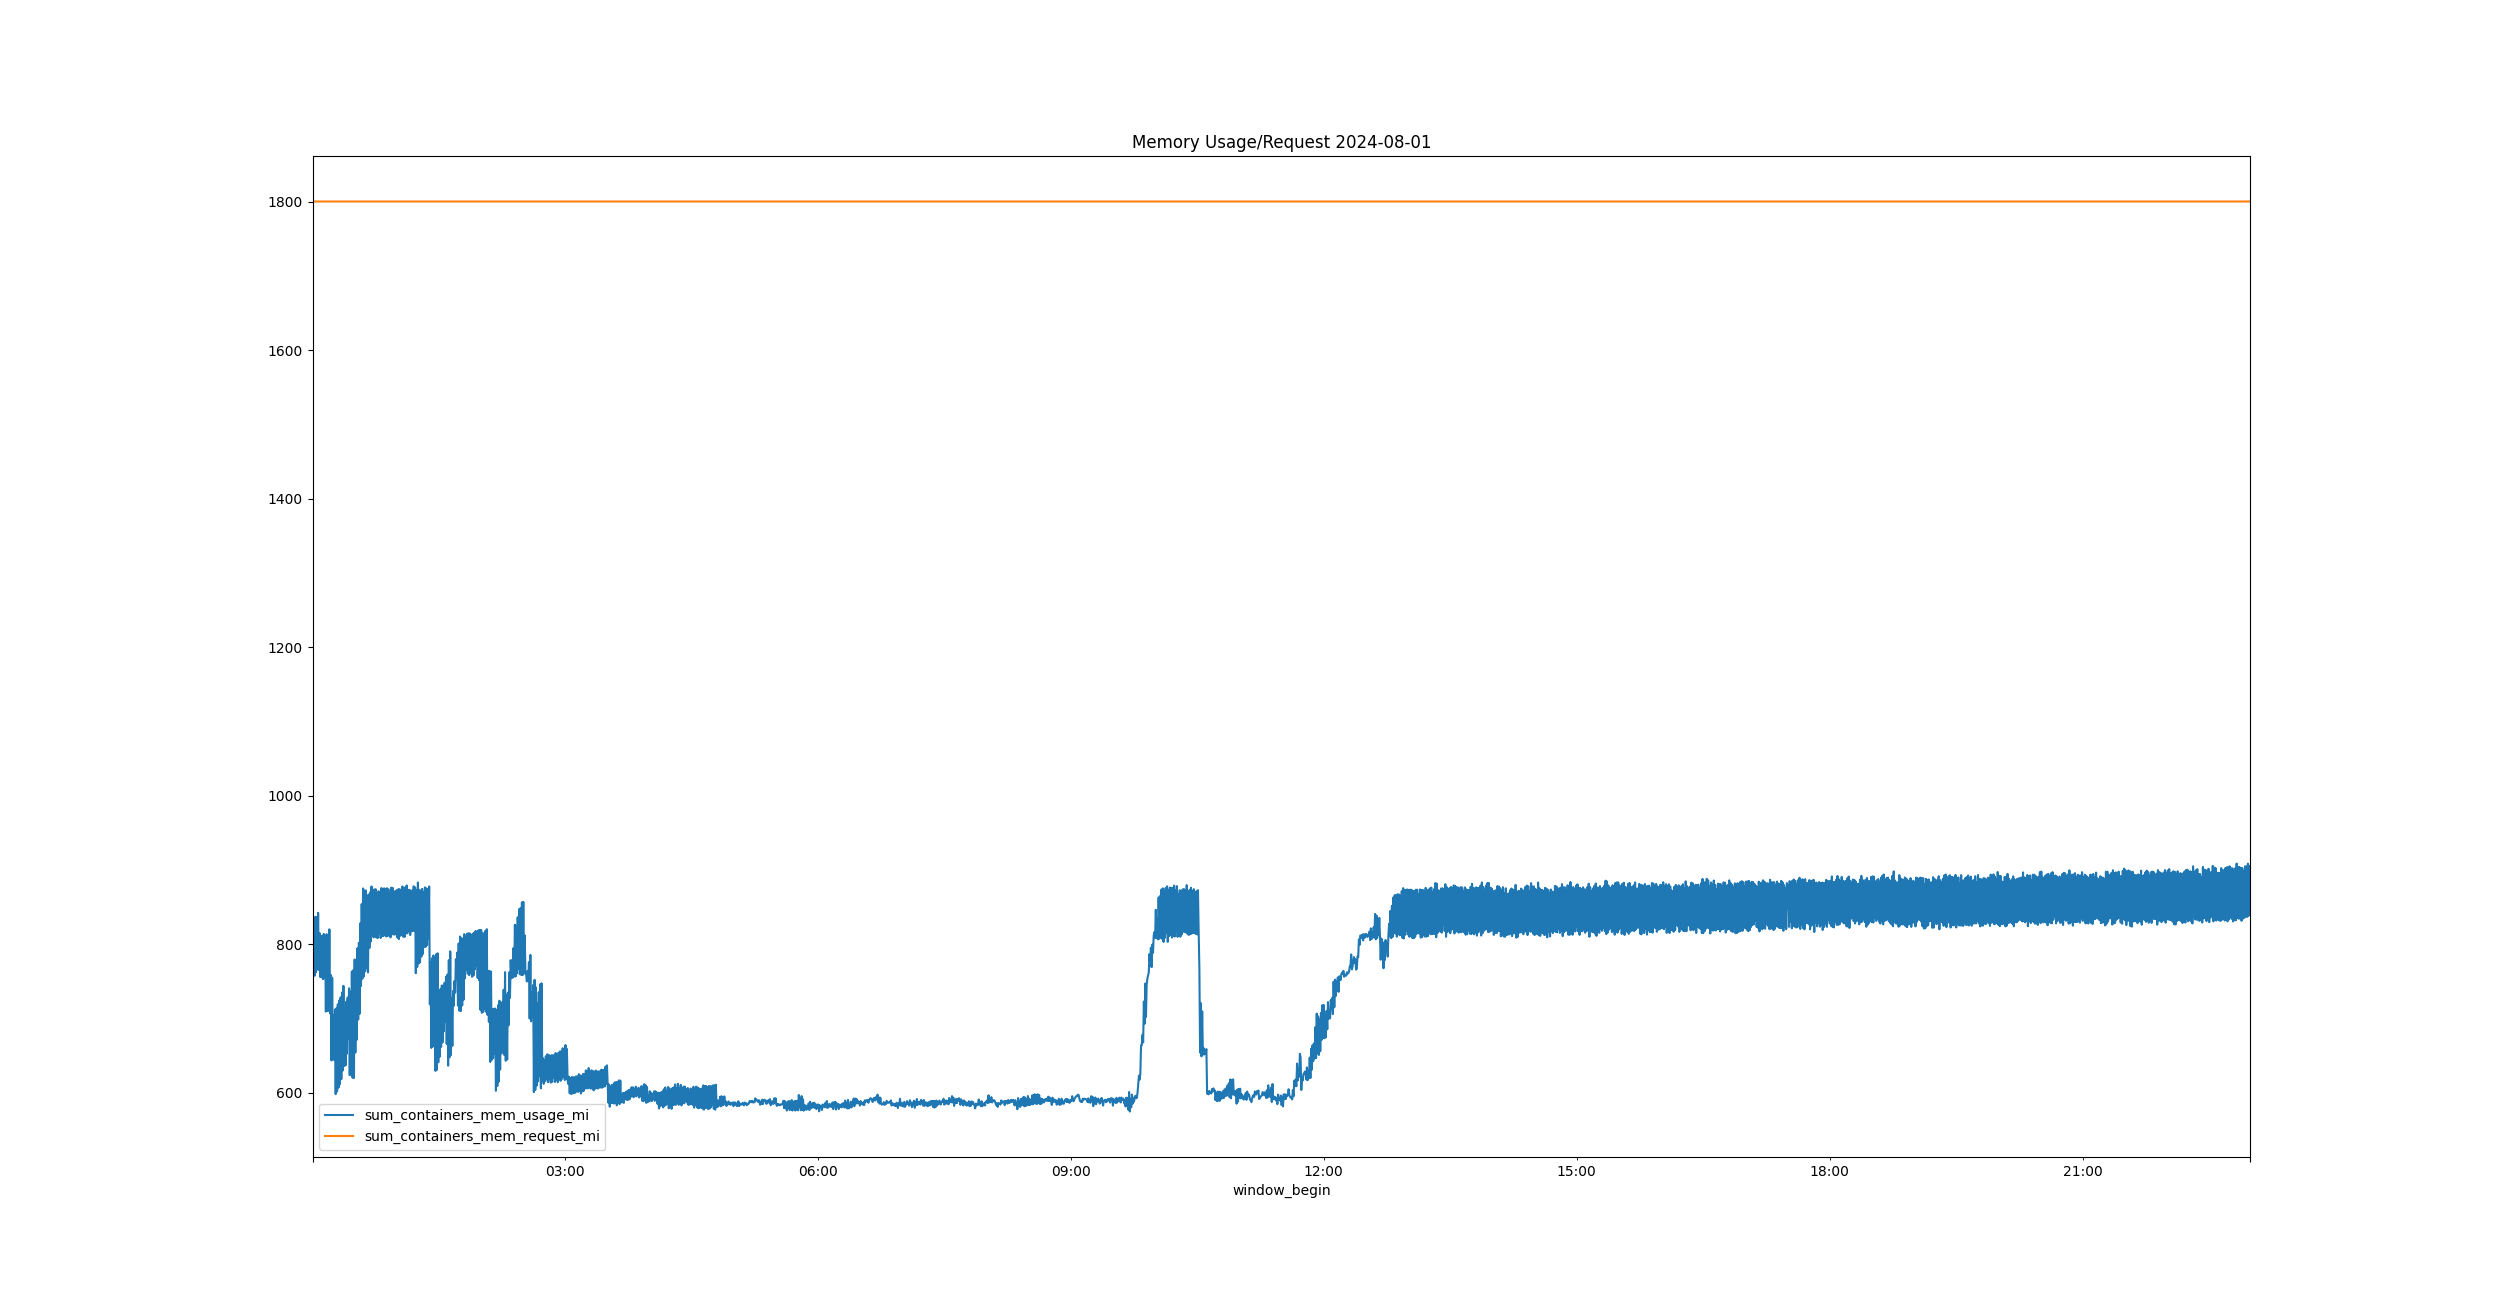 Memory Usage/Request 2024-08-01
1800
1600
1400
1200
1000
800
600
sum_containers_mem_usage_mi
sum_containers_mem_request_mi
03:00 06:00 09:00 12:00 15:00 18:00 21:00
window_begin